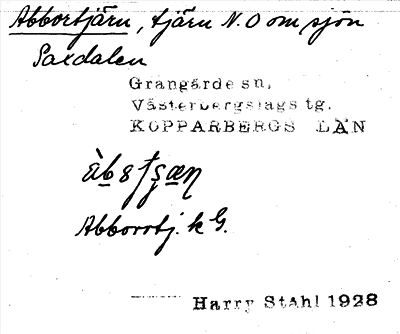 Abbortjärn, tjärn N.O om sjön
Saxdalen
Grangärde sn,
Västerbergslags tg.
KOPPARBERGS LÄN
Abborrtj. k G.
Harry Ståhl 1928